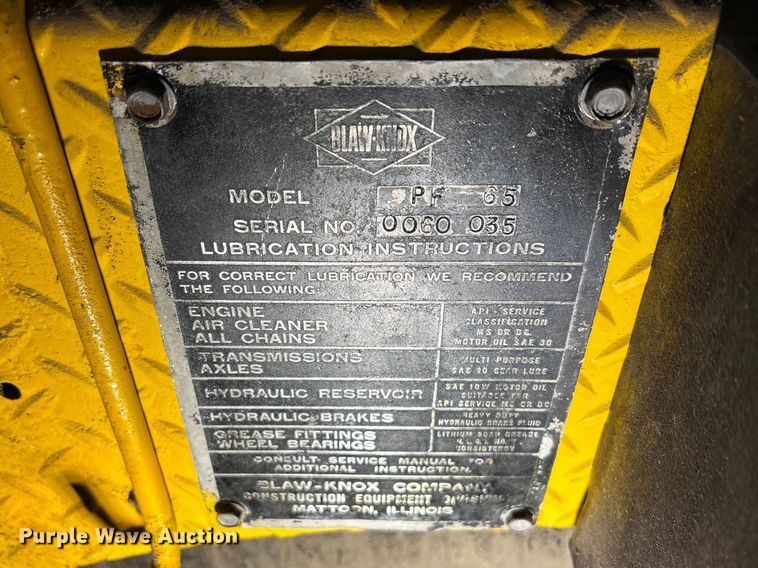 BLAW-KNOX
MODEL PF 65
SERIAL NO. 0060 035
LUBRICATION INSTRUCTIONS
FOR CORRECT LUBRICATION WE RECOMMEND
THE FOLLOWING:
ENGINE
AIR CLEANER
ALL CHAINS
API - SERVICE
CLASSIFICATION
MS OR DG
MOTOR OIL SAE 30
TRANSMISSIONS
AXLES
MULTI PURPOSE
SAE 90 GEAR LUBE
HYDRAULIC RESERVOIR
SAE 10W MOTOR OIL
SUITABLE FOR
API SERVICE MS OR DG
HYDRAULIC BRAKES
HEAVY DUTY
HYDRAULIC BRAKE FLUID
GREASE FITTINGS
WHEEL BEARINGS
LITHIUM SOAP GREASE
N.L.G.I. NO.
CONSISTENCY
CONSULT SERVICE MANUAL FOR
ADDITIONAL INSTRUCTION.
BLAW-KNOX COMPANY
CONSTRUCTION EQUIPMENT DIVISION
MATTOON, ILLINOIS
Purple Wave Auction